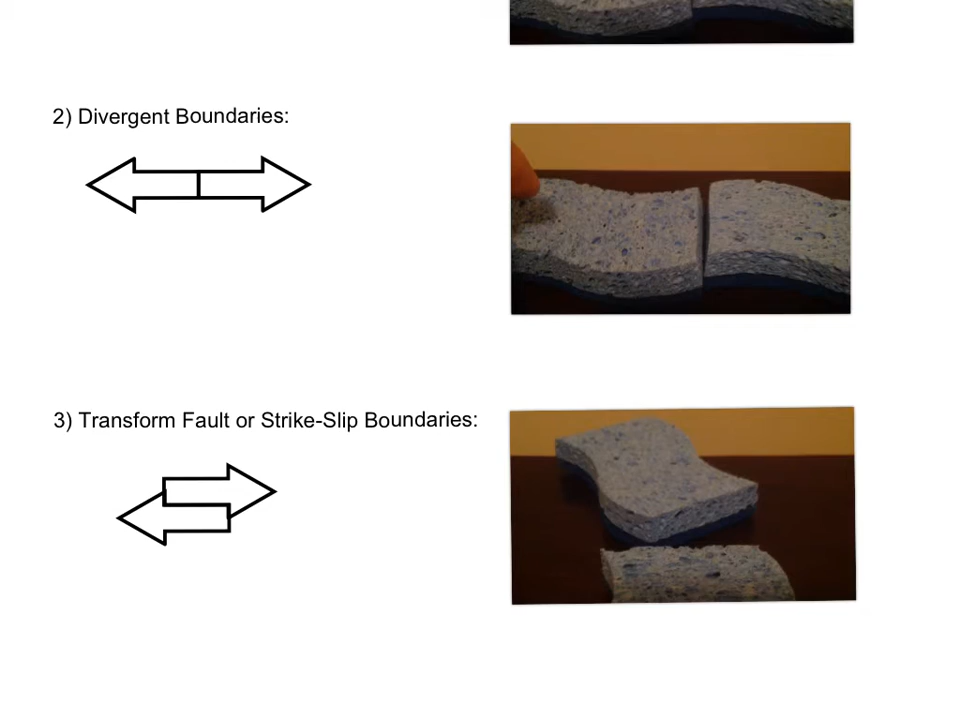 2) Divergent Boundaries:
3) Transform Fault or Strike-Slip Boundaries: